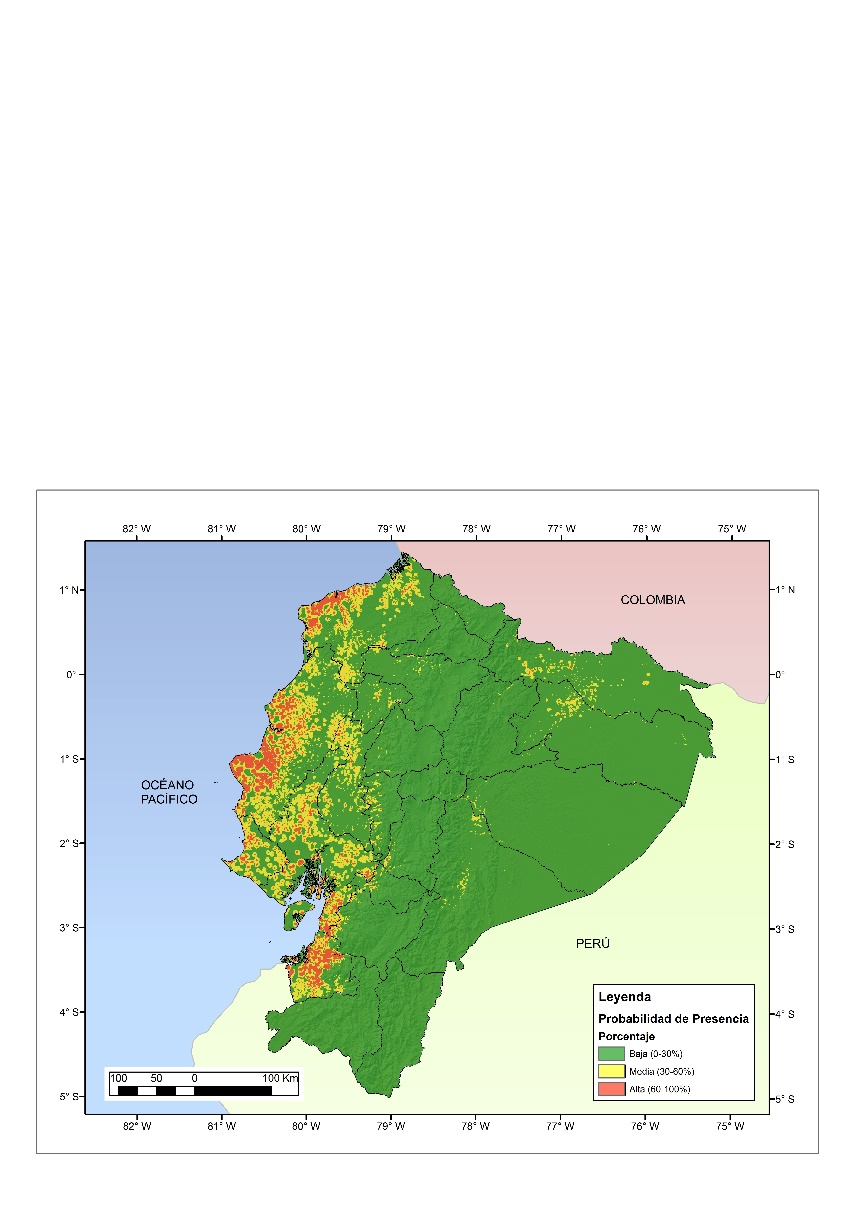 82° W 81° W 80° W 79° W 78° W 77° W 76° W 75° W
1° N 1° N
COLOMBIA
0° 0°
1° S 1° S
OCÉANO
PACÍFICO
2° S 2° S
3° S 3° S
PERÚ
Leyenda
4° S 4° S
Probabilidad de Presencia
Porcentaje
Baja (0-30%)
Media (30-60%)
100 50 0 100 Km
Alta (60-100%)
5° S 5° S
82° W 81° W 80° W 79° W 78° W 77° W 76° W 75° W